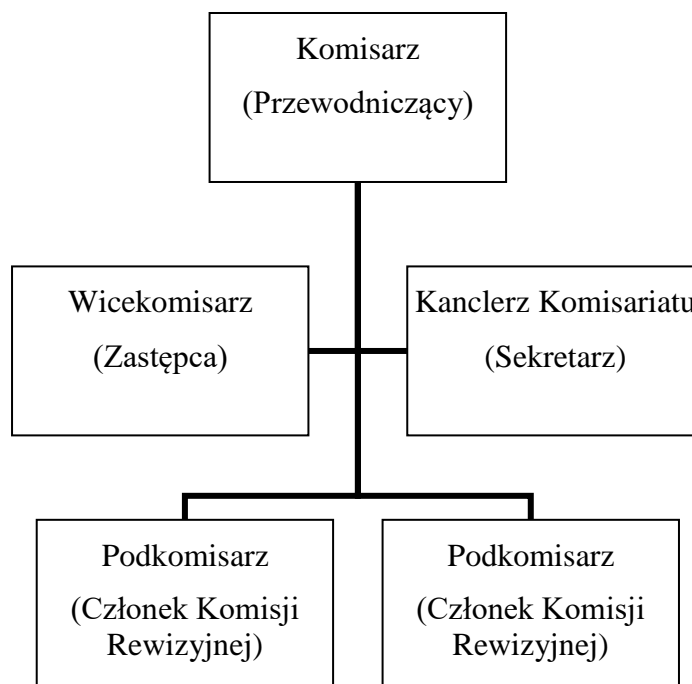 Komisarz
(Przewodniczący)
Wicekomisarz
(Zastępca)
Kanclerz Komisariatu
(Sekretarz)
Podkomisarz
(Członek Komisji
Rewizyjnej)
Podkomisarz
(Członek Komisji
Rewizyjnej)